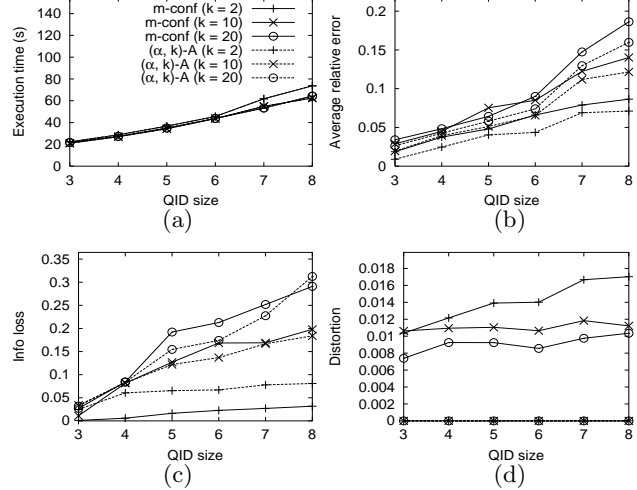 m-conf (k = 2)
m-conf (k = 10)
m-conf (k = 20)
(α, k)-A (k = 2)
(α, k)-A (k = 10)
(α, k)-A (k = 20)
Execution time (s)
140
120
100
80
60
40
20
0
3 4 5 6 7 8
QID size
(a)
Average relative error
0.2
0.15
0.1
0.05
0
3 4 5 6 7 8
QID size
(b)
Info loss
0.35
0.3
0.25
0.2
0.15
0.1
0.05
0
3 4 5 6 7 8
QID size
(c)
Distortion
0.018
0.016
0.014
0.012
0.01
0.008
0.006
0.004
0.002
0
3 4 5 6 7 8
QID size
(d)